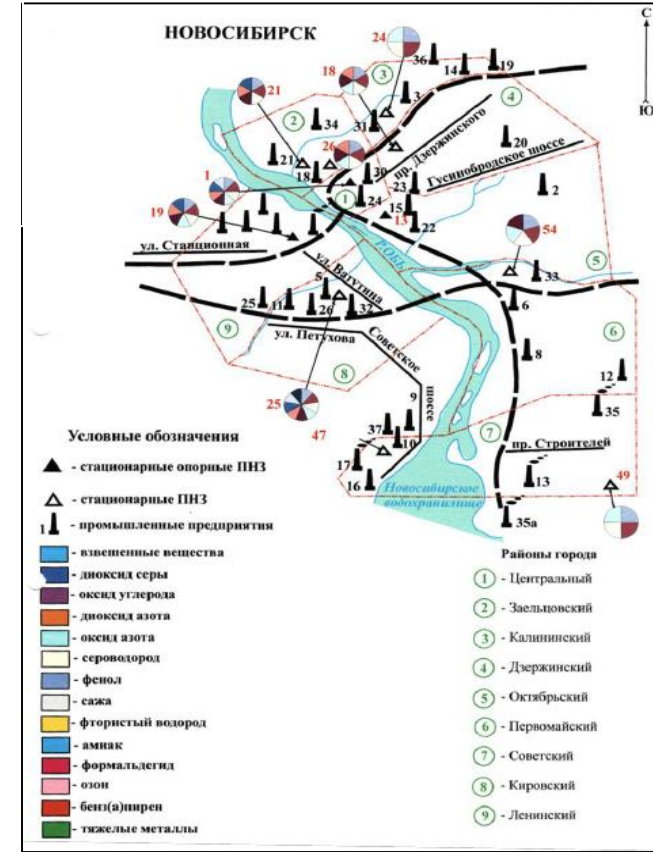 НОВОСИБИРСК
С
Ю
24
36
14
19
18
3
3
4
21
2
34
31
пр. Дзержинского
20
Гусинобродское шоссе
26
21
18
30
23
2
1
1
24
15
13
22
19
54
ул. Станционная
р.ОБЬ
33
5
ул. Ватутина
5
25
11
26
32
6
9
ул. Петухова
Советское
шоссе
6
8
8
12
25
47
9
35
37
10
7
пр. Строителей
17
16
13
49
Новосибирское
водохранилище
35а
Условные обозначения
- стационарные опорные ПНЗ
- стационарные ПНЗ
1 - промышленные предприятия
- взвешенные вещества
- диоксид серы
- оксид углерода
- диоксид азота
- оксид азота
- сероводород
- фенол
- сажа
- фтористый водород
- амиак
- формальдегид
- озон
- бенз(а)пирен
- тяжелые металлы
Районы города
1 - Центральный
2 - Заельцовский
3 - Калининский
4 - Дзержинский
5 - Октябрьский
6 - Первомайский
7 - Советский
8 - Кировский
9 - Ленинский